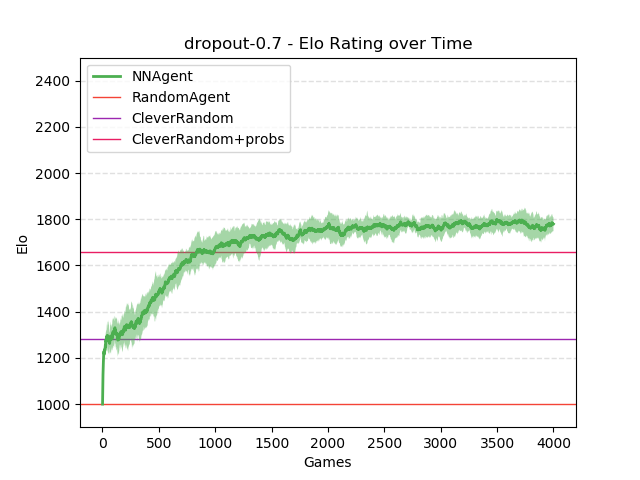 dropout-0.7 - Elo Rating over Time
NNAgent
RandomAgent
CleverRandom
CleverRandom+probs
2400
2200
2000
1800
1600
1400
1200
1000
Elo
0 500 1000 1500 2000 2500 3000 3500 4000
Games